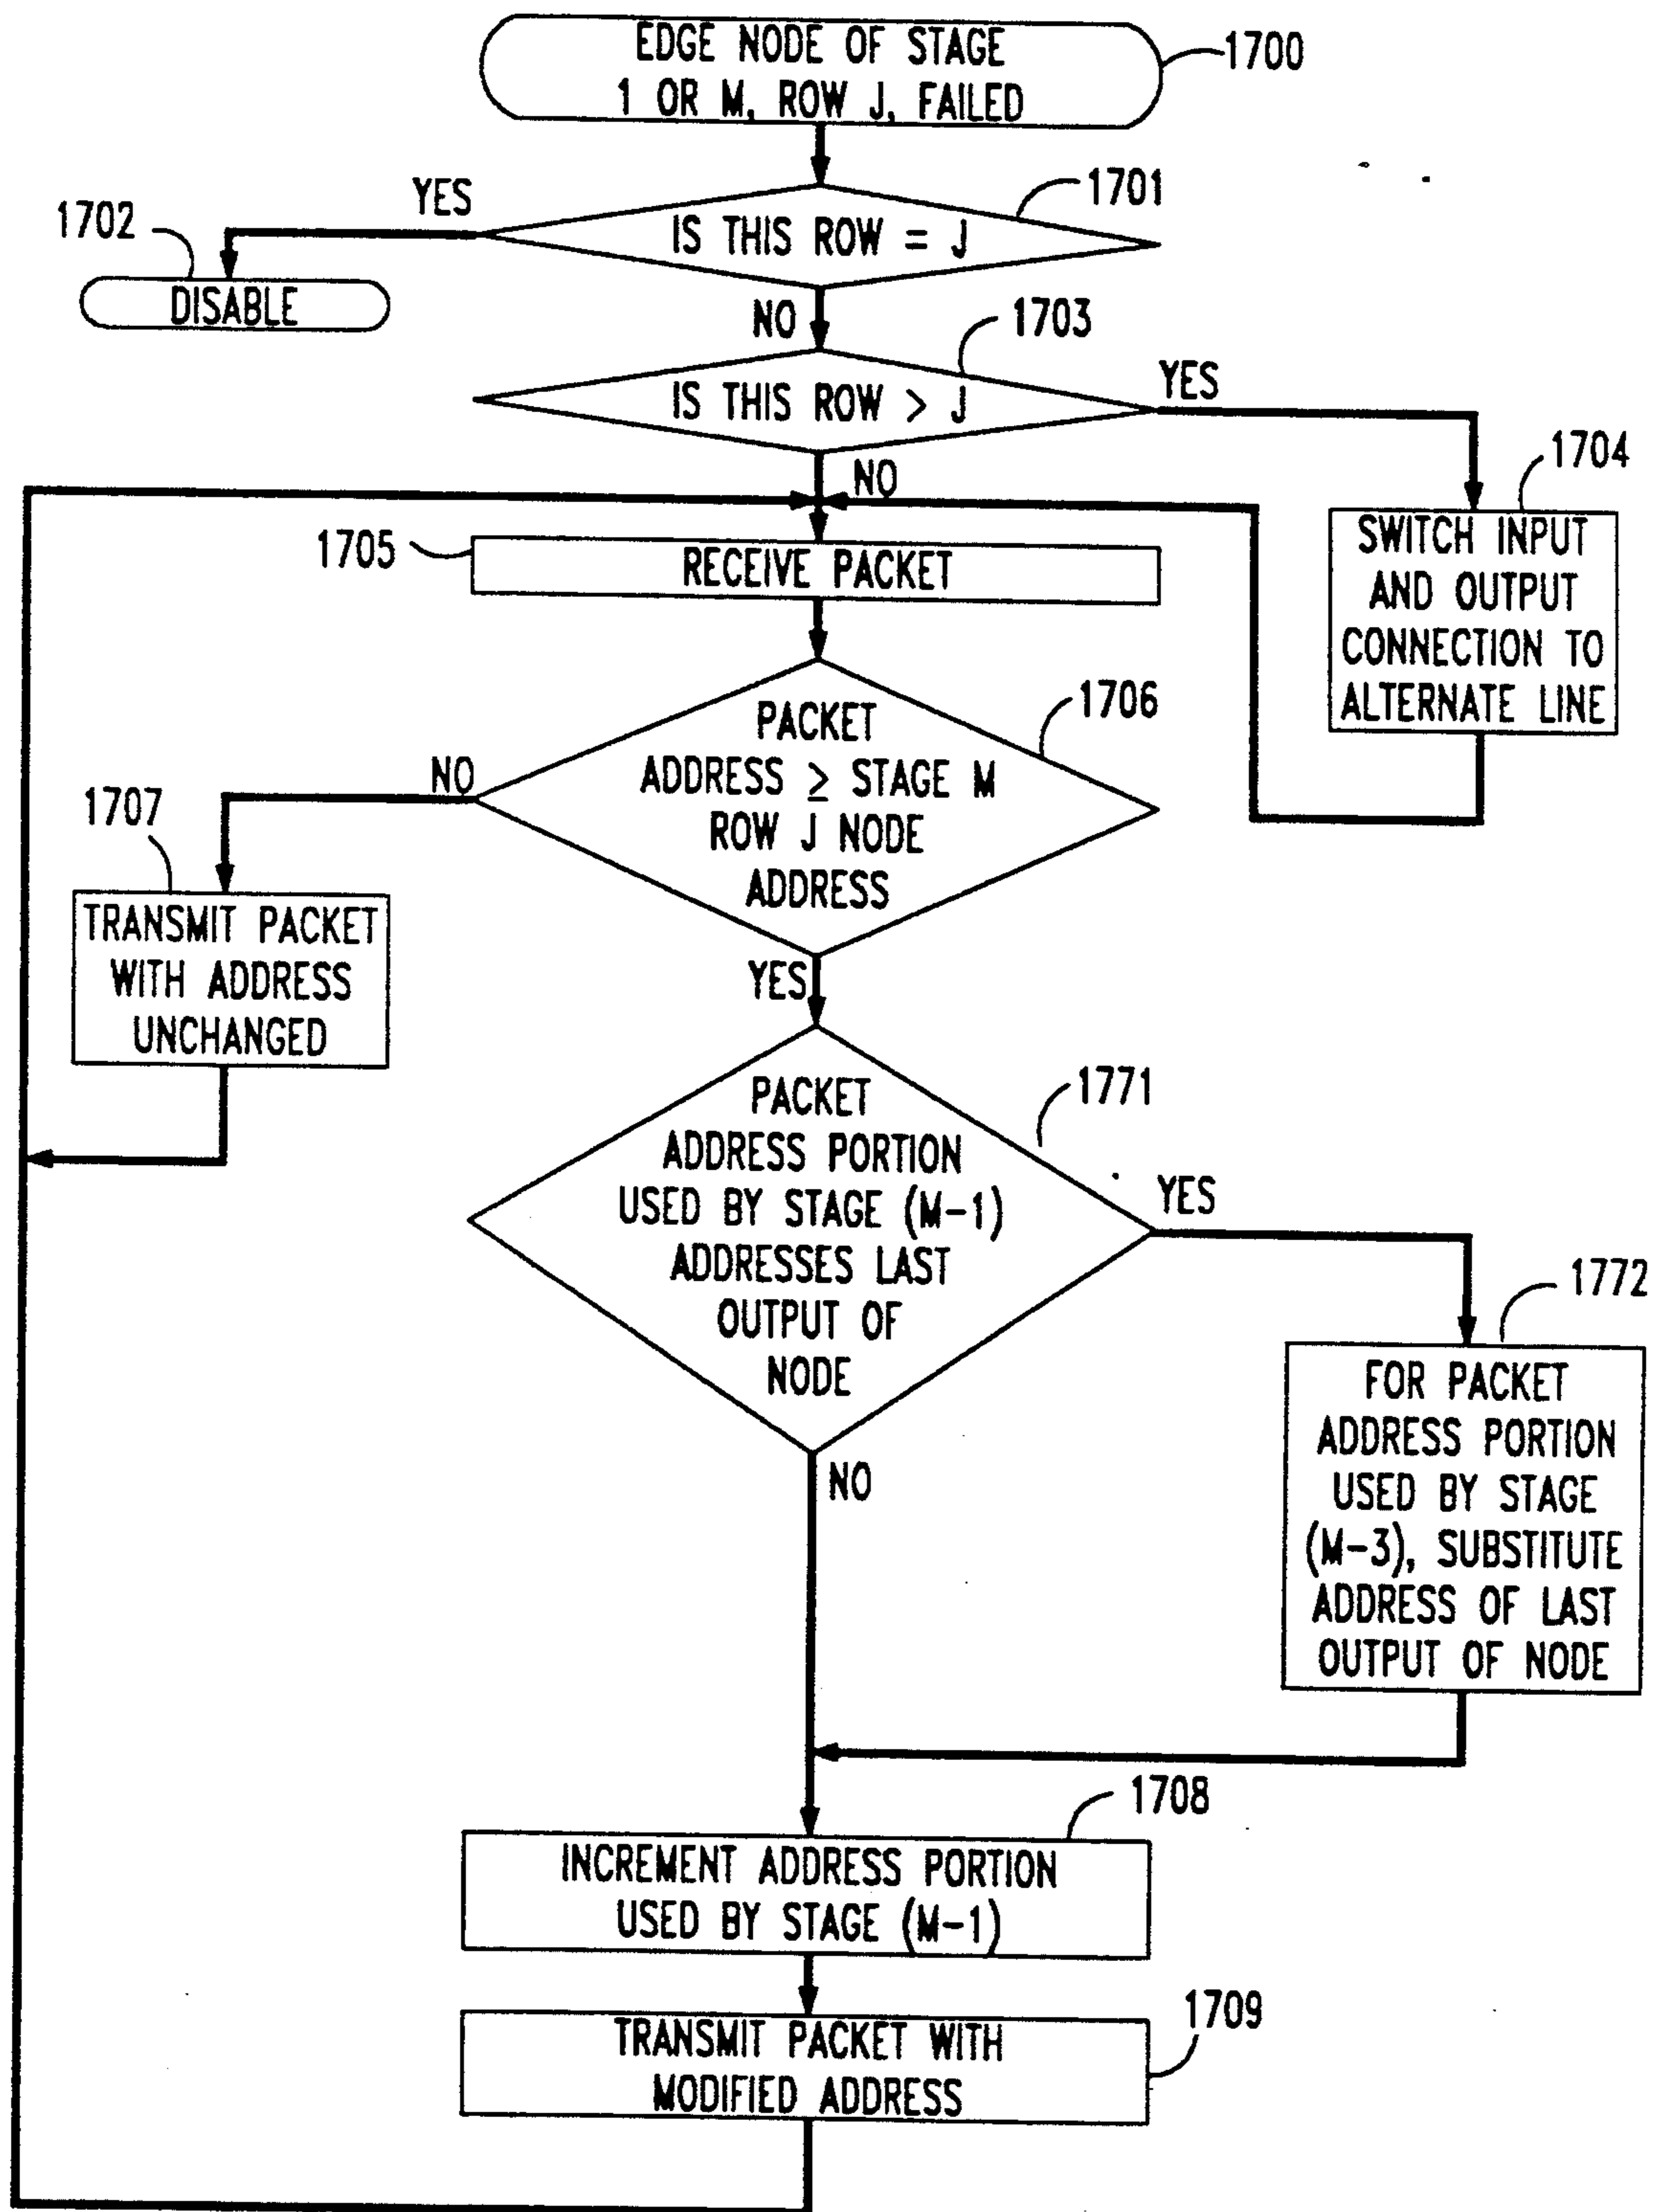 EDGE NODE OF STAGE
1 OR M, ROW J, FAILED
1700
1701
YES
1702
IS THIS ROW = J
DISABLE
NO
1703
YES
IS THIS ROW > J
1704
NO
1705
RECEIVE PACKET
SWITCH INPUT
AND OUTPUT
CONNECTION TO
ALTERNATE LINE
1706
PACKET
ADDRESS ≥ STAGE M
ROW J NODE
ADDRESS
NO
1707
TRANSMIT PACKET
WITH ADDRESS
UNCHANGED
YES
1771
PACKET
ADDRESS PORTION
USED BY STAGE (M-1)
ADDRESSES LAST
OUTPUT OF
NODE
YES
1772
FOR PACKET
ADDRESS PORTION
USED BY STAGE
(M-3), SUBSTITUTE
ADDRESS OF LAST
OUTPUT OF NODE
NO
1708
INCREMENT ADDRESS PORTION
USED BY STAGE (M-1)
1709
TRANSMIT PACKET WITH
MODIFIED ADDRESS